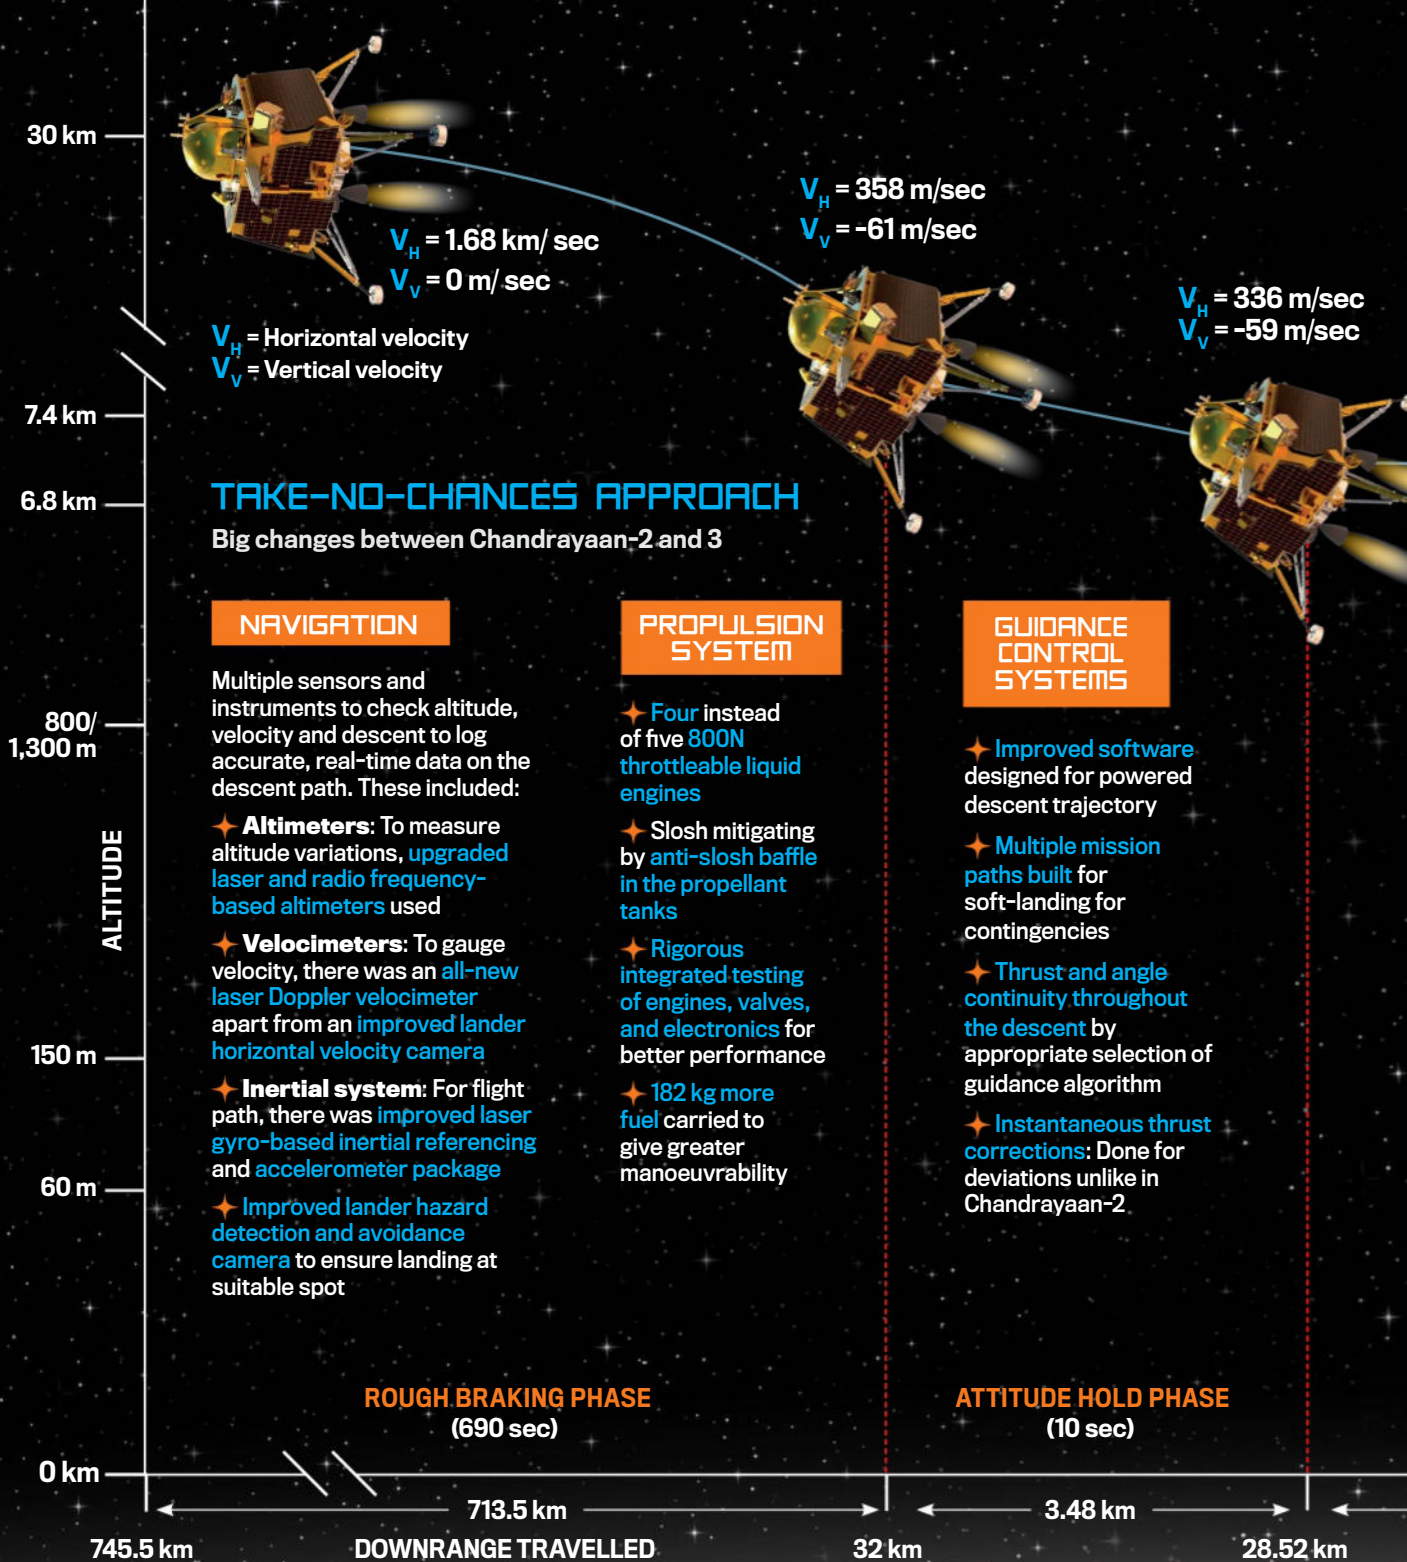 30 km
V_H = 1.68 km/ sec
V_V = 0 m/ sec
V_H = 358 m/sec
V_V = -61 m/sec
V_H = 336 m/sec
V_V = -59 m/sec
V_H = Horizontal velocity
V_V = Vertical velocity
7.4 km
6.8 km
800/
1,300 m
ALTITUDE
150 m
60 m
0 km
TAKE-NO-CHANCES APPROACH
Big changes between Chandrayaan-2 and 3
NAVIGATION
Multiple sensors and
instruments to check altitude,
velocity and descent to log
accurate, real-time data on the
descent path. These included:
Altimeters: To measure
altitude variations, upgraded
laser and radio frequency-
based altimeters used
Velocimeters: To gauge
velocity, there was an all-new
laser Doppler velocimeter
apart from an improved lander
horizontal velocity camera
Inertial system: For flight
path, there was improved laser
gyro-based inertial referencing
and accelerometer package
Improved lander hazard
detection and avoidance
camera to ensure landing at
suitable spot
PROPULSION
SYSTEM
Four instead
of five 800N
throttleable liquid
engines
Slosh mitigating
by anti-slosh baffle
in the propellant
tanks
Rigorous
integrated testing
of engines, valves,
and electronics for
better performance
182 kg more
fuel carried to
give greater
manoeuvrability
GUIDANCE
CONTROL
SYSTEMS
Improved software
designed for powered
descent trajectory
Multiple mission
paths built for
soft-landing for
contingencies
Thrust and angle
continuity throughout
the descent by
appropriate selection of
guidance algorithm
Instantaneous thrust
corrections: Done for
deviations unlike in
Chandrayaan-2
ROUGH BRAKING PHASE
(690 sec)
ATTITUDE HOLD PHASE
(10 sec)
713.5 km
3.48 km
745.5 km
DOWNRANGE TRAVELLED
32 km
28.52 km